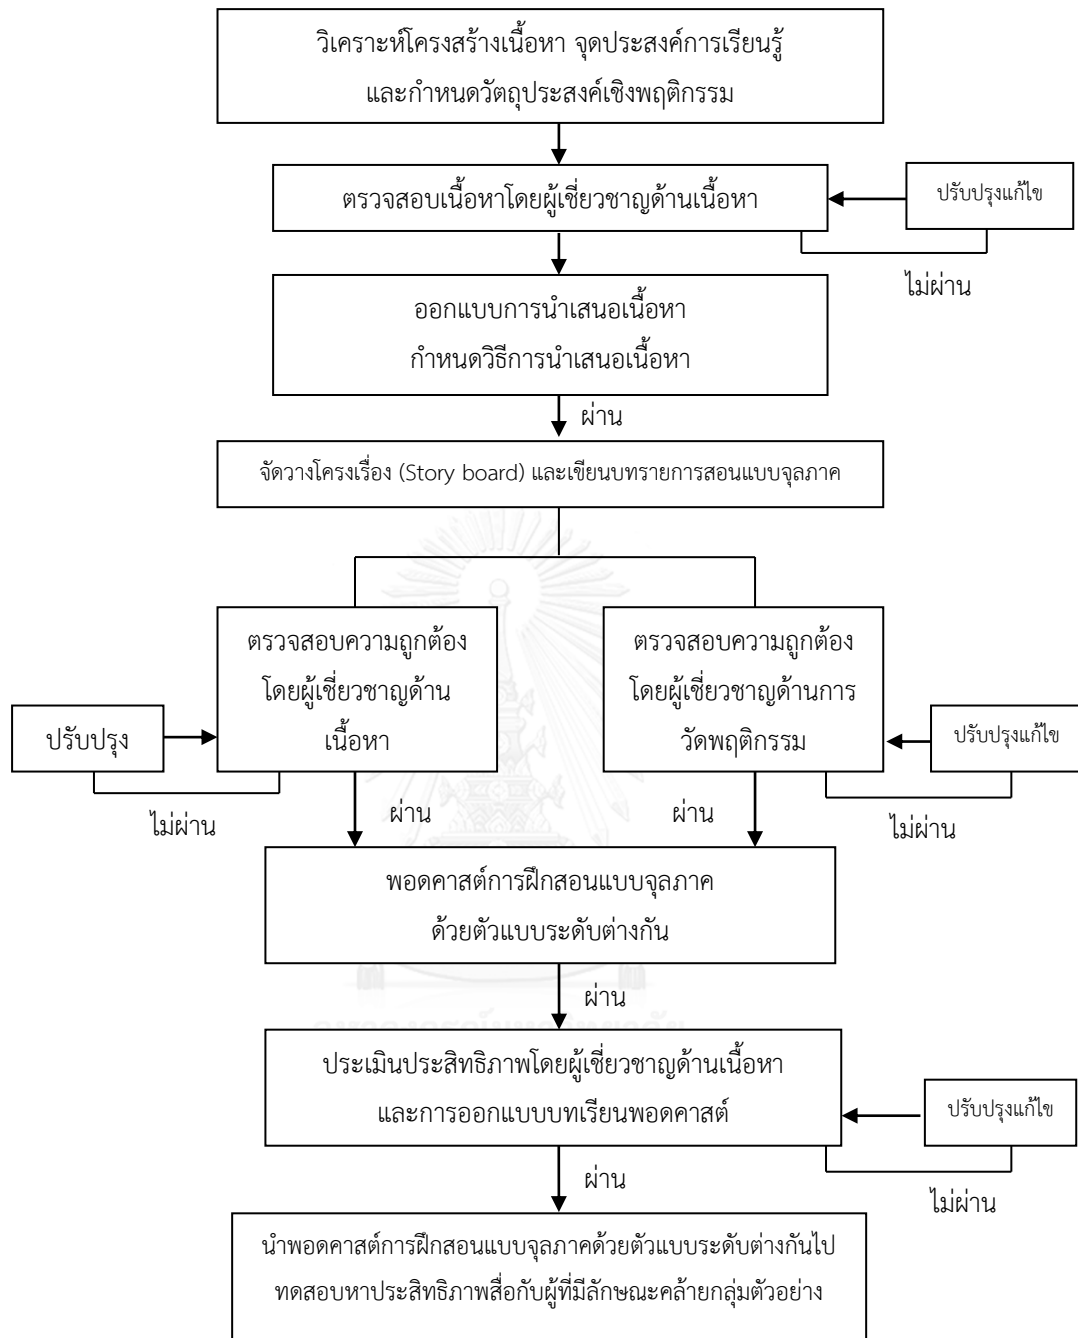 วิเคราะห์โครงสร้างเนื้อหา จุดประสงค์การเรียนรู้
และกำหนดวัตถุประสงค์เชิงพฤติกรรม
ตรวจสอบเนื้อหาโดยผู้เชี่ยวชาญด้านเนื้อหา
ปรับปรุงแก้ไข
ไม่ผ่าน
ออกแบบการนำเสนอเนื้อหา
กำหนดวิธีการนำเสนอเนื้อหา
ผ่าน
จัดวางโครงเรื่อง (Story board) และเขียนบทรายการสอนแบบจุลภาค
ตรวจสอบความถูกต้อง
โดยผู้เชี่ยวชาญด้าน
เนื้อหา
ตรวจสอบความถูกต้อง
โดยผู้เชี่ยวชาญด้านการ
วัดพฤติกรรม
ปรับปรุง
ปรับปรุงแก้ไข
ไม่ผ่าน
ผ่าน
ผ่าน
ไม่ผ่าน
พอดคาสต์การฝึกสอนแบบจุลภาค
ด้วยตัวแบบระดับต่างกัน
ผ่าน
ประเมินประสิทธิภาพโดยผู้เชี่ยวชาญด้านเนื้อหา
และการออกแบบบทเรียนพอดคาสต์
ปรับปรุงแก้ไข
ผ่าน
ไม่ผ่าน
นำพอดคาสต์การฝึกสอนแบบจุลภาคด้วยตัวแบบระดับต่างกันไป
ทดสอบหาประสิทธิภาพสื่อกับผู้ที่มีลักษณะคล้ายกลุ่มตัวอย่าง